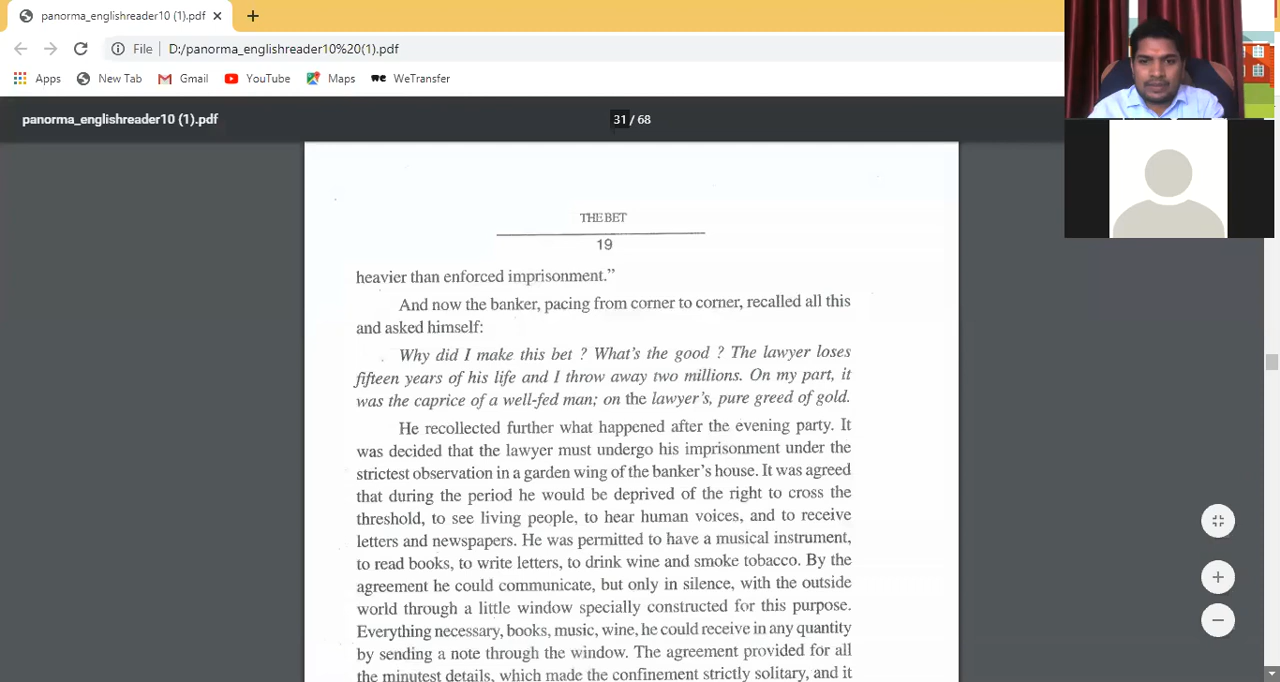 panorma_englishreader10 (1).pdf
File
D:/panorma_englishreader10%20(1).pdf
Apps
New Tab
Gmail
YouTube
Maps
WeTransfer
panorma_englishreader10 (1).pdf
31 / 68
THE BET
19
heavier than enforced imprisonment.”
And now the banker, pacing from corner to corner, recalled all this
and asked himself:
Why did I make this bet ? What's the good ? The lawyer loses
fifteen years of his life and I throw away two millions. On my part, it
was the caprice of a well-fed man; on the lawyer's, pure greed of gold.
He recollected further what happened after the evening party. It
was decided that the lawyer must undergo his imprisonment under the
strictest observation in a garden wing of the banker's house. It was agreed
that during the period he would be deprived of the right to cross the
threshold, to see living people, to hear human voices, and to receive
letters and newspapers. He was permitted to have a musical instrument,
to read books, to write letters, to drink wine and smoke tobacco. By the
agreement he could communicate, but only in silence, with the outside
world through a little window specially constructed for this purpose.
Everything necessary, books, music, wine, he could receive in any quantity
by sending a note through the window. The agreement provided for all
the minutest details, which made the confinement strictly solitary, and it